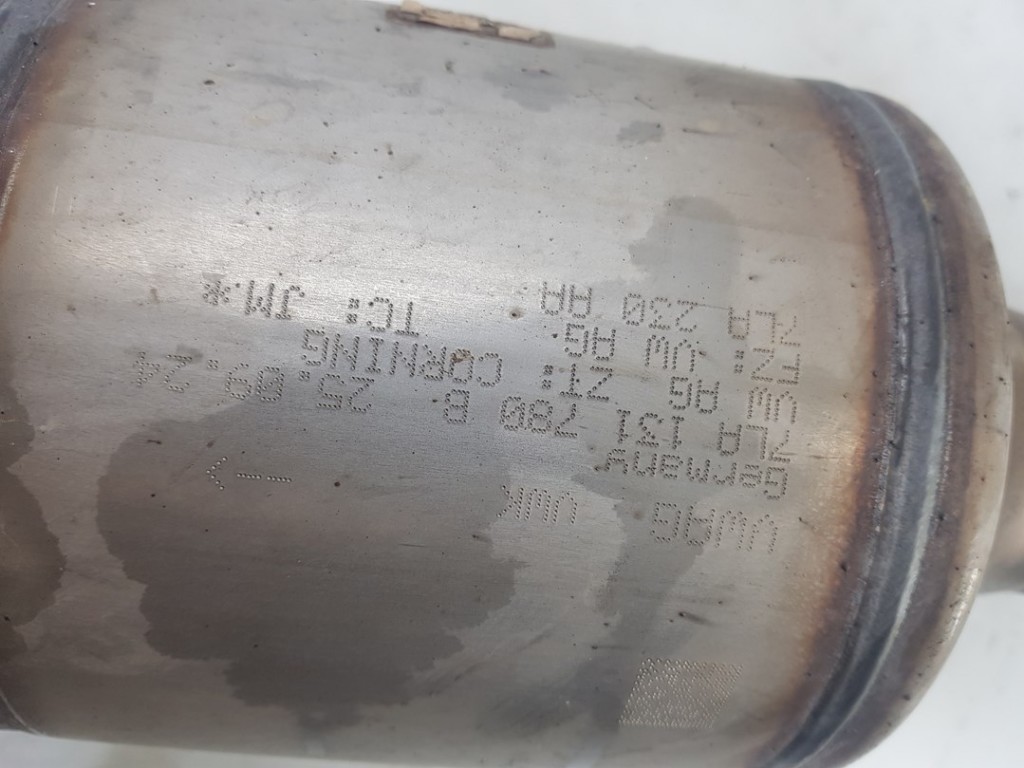 VWAG VWK
Germany →
7LA 131 780 B 25.09.24
VW AG ZT: CORNING
VW AG TC: JM*
7LA 230 AA